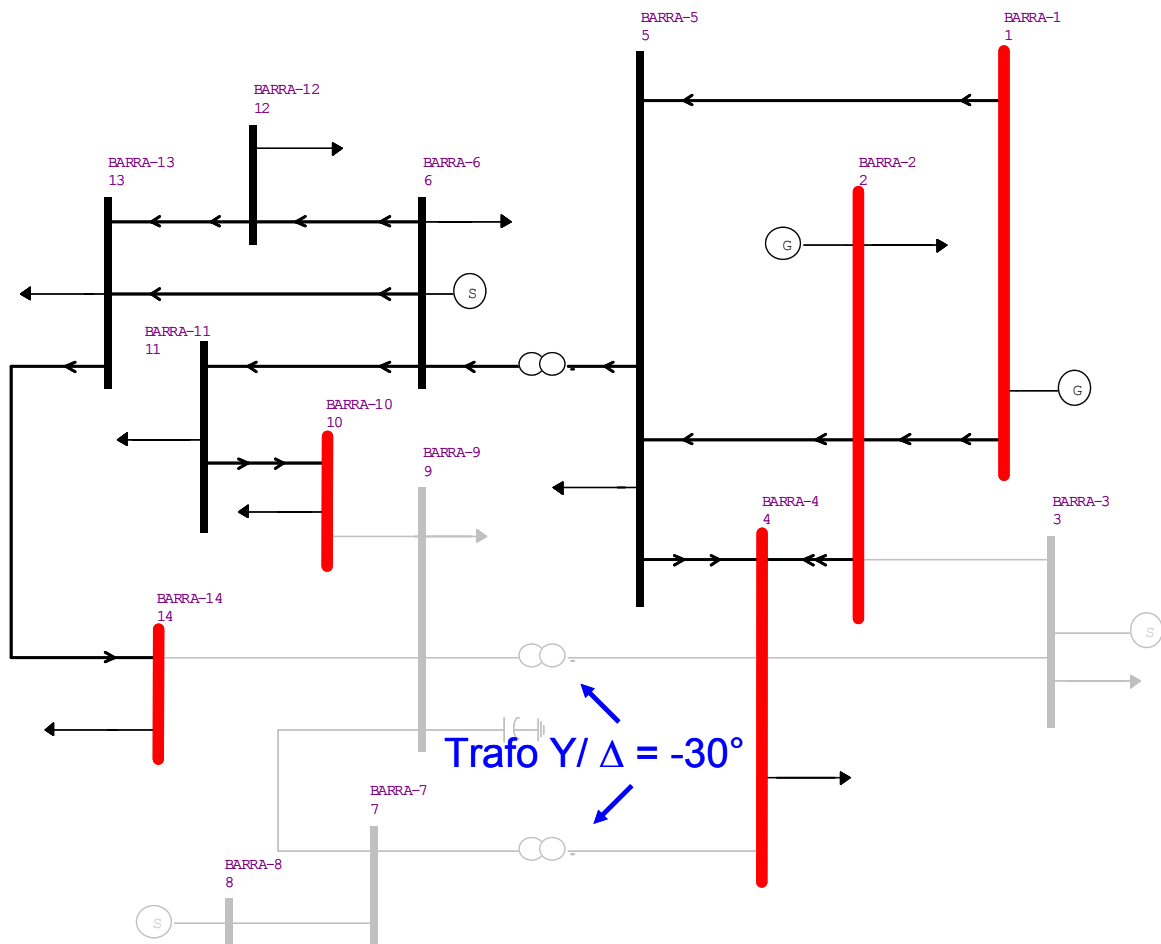 BARRA-5
5
BARRA-1
1
BARRA-12
12
BARRA-13
13
BARRA-6
6
BARRA-2
2
G
S
BARRA-11
11
G
BARRA-10
10
BARRA-9
9
BARRA-4
4
BARRA-3
3
BARRA-14
14
S
Trafo Y/ Δ = -30°
BARRA-7
7
BARRA-8
8
S